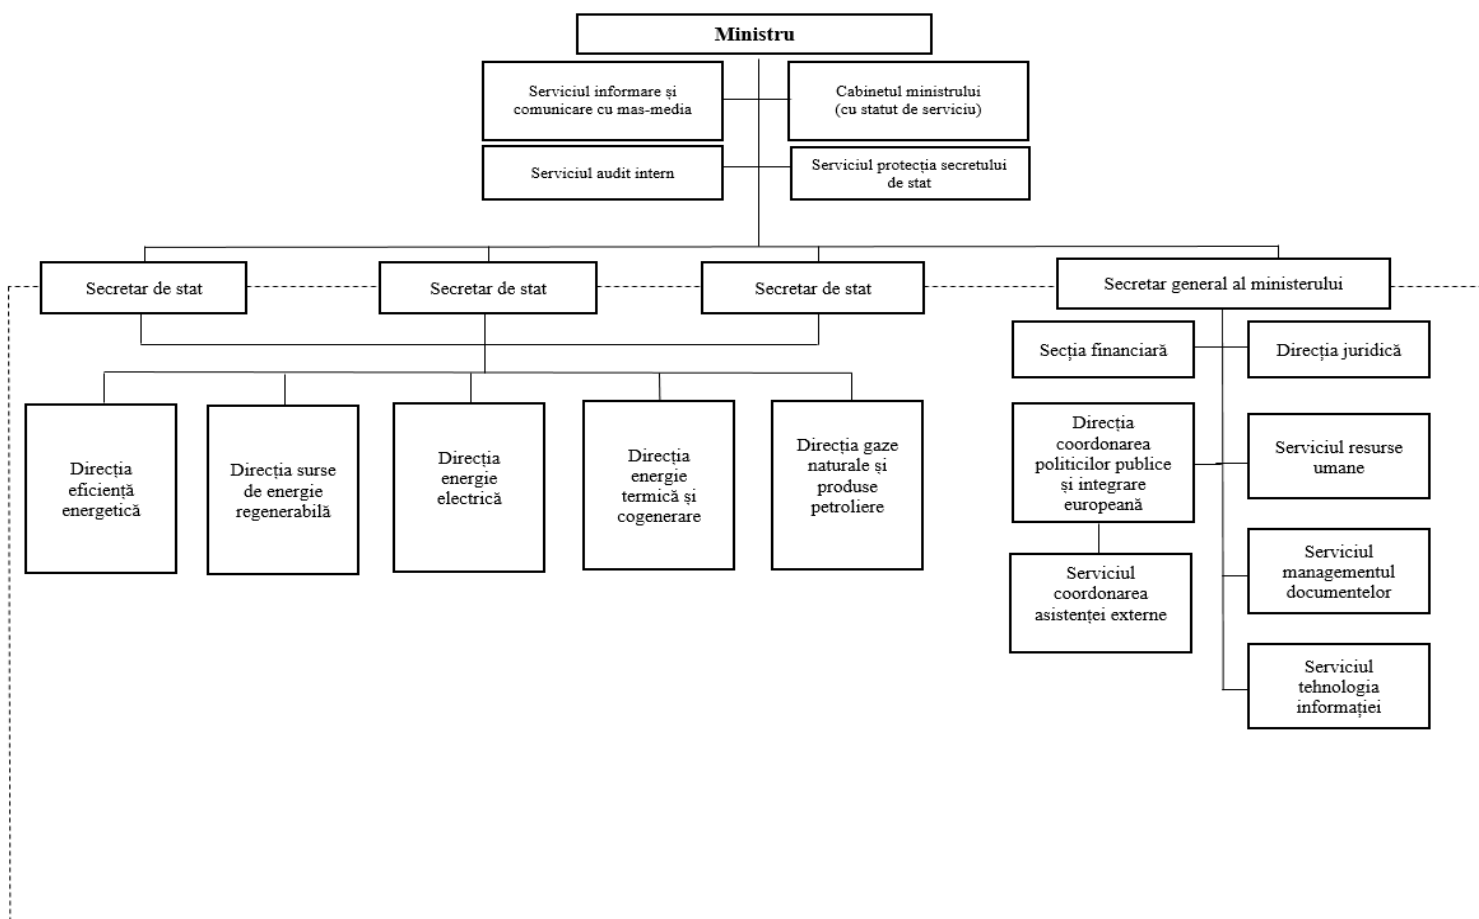 Ministru
Serviciul informare și
comunicare cu mas-media
Cabinetul ministrului
(cu statut de serviciu)
Serviciul audit intern
Serviciul protecția secretului
de stat
Secretar de stat
Secretar de stat
Secretar de stat
Secretar general al ministerului
Secția financiară
Direcția juridică
Direcția
eficiență
energetică
Direcția surse
de energie
regenerabilă
Direcția
energie
electrică
Direcția
energie
termică și
cogenerare
Direcția gaze
naturale și
produse
petroliere
Direcția
coordonarea
politicilor publice
și integrare
europeană
Serviciul resurse
umane
Serviciul
coordonarea
asistenței externe
Serviciul
managementul
documentelor
Serviciul
tehnologia
informației